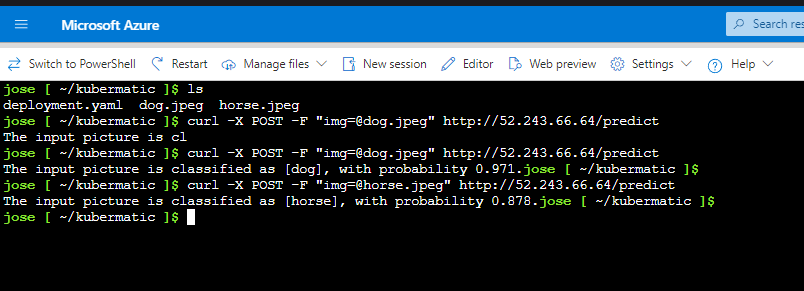 Microsoft Azure
Search res
Switch to PowerShell Restart Manage files New session Editor Web preview Settings Help
jose [ ~/kubermatic ]$ ls
deployment.yaml dog.jpeg horse.jpeg
jose [ ~/kubermatic ]$ curl -X POST -F "img=@dog.jpeg" http://52.243.66.64/predict
The input picture is cl
jose [ ~/kubermatic ]$ curl -X POST -F "img=@dog.jpeg" http://52.243.66.64/predict
The input picture is classified as [dog], with probability 0.971.jose [ ~/kubermatic ]$
jose [ ~/kubermatic ]$ curl -X POST -F "img=@horse.jpeg" http://52.243.66.64/predict
The input picture is classified as [horse], with probability 0.878.jose [ ~/kubermatic ]$
jose [ ~/kubermatic ]$